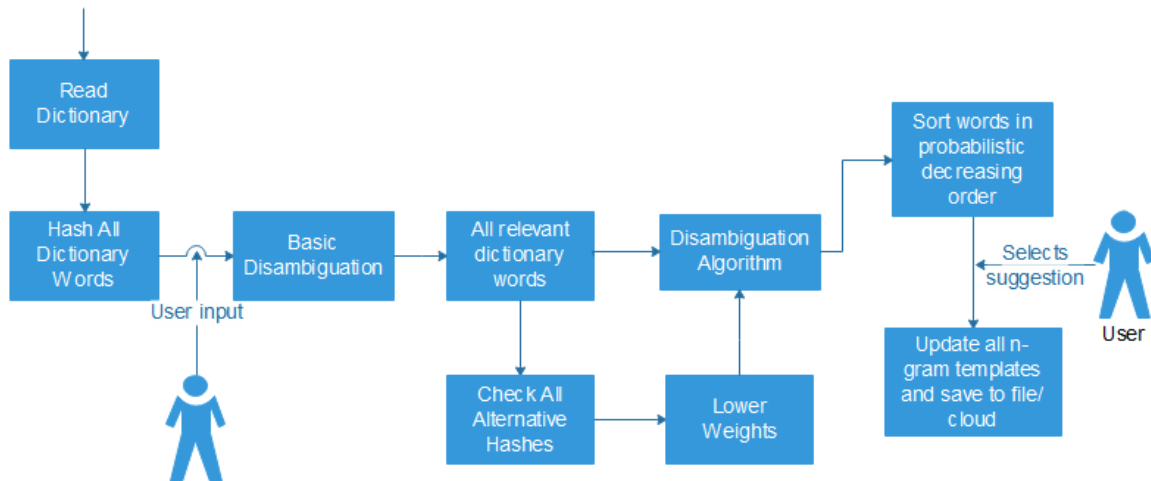 Read
Dictionary
Hash All
Dictionary
Words
User input
Basic
Disambiguation
All relevant
dictionary
words
Check All
Alternative
Hashes
Lower
Weights
Disambiguation
Algorithm
Sort words in
probabilistic
decreasing
order
Selects
suggestion
User
Update all n-
gram templates
and save to file/
cloud